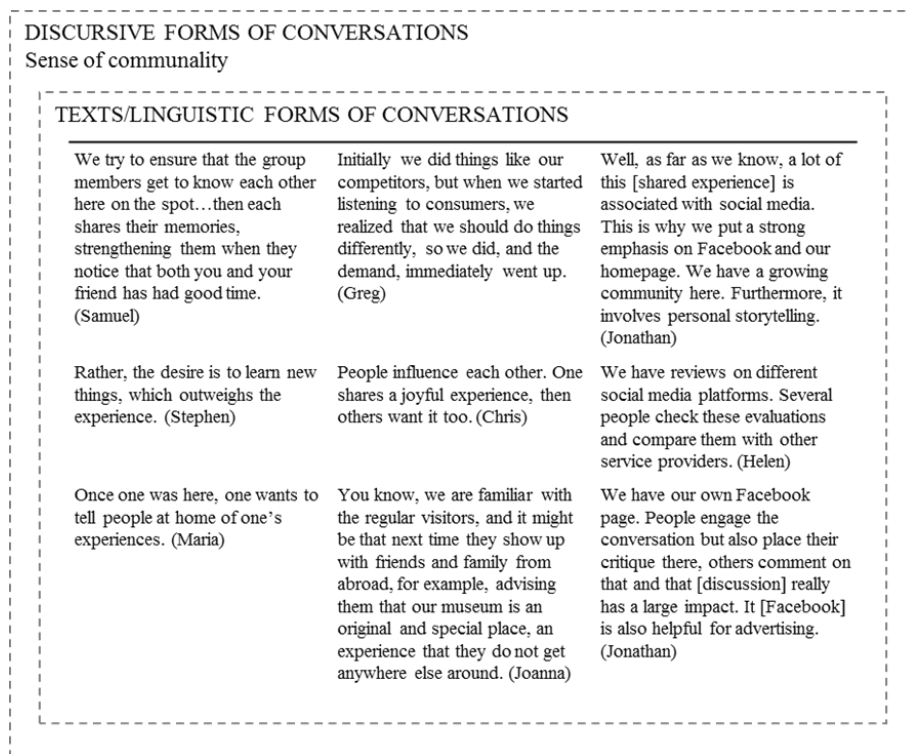 DISCURSIVE FORMS OF CONVERSATIONS
Sense of communality
TEXTS/LINGUISTIC FORMS OF CONVERSATIONS
We try to ensure that the group
members get to know each other
here on the spot…then each
shares their memories,
strengthening them when they
notice that both you and your
friend has had good time.
(Samuel)
Initially we did things like our
competitors, but when we started
listening to consumers, we
realized that we should do things
differently, so we did, and the
demand, immediately went up.
(Greg)
Well, as far as we know, a lot of
this [shared experience] is
associated with social media.
This is why we put a strong
emphasis on Facebook and our
homepage. We have a growing
community here. Furthermore, it
involves personal storytelling.
(Jonathan)
Rather, the desire is to learn new
things, which outweighs the
experience. (Stephen)
People influence each other. One
shares a joyful experience, then
others want it too. (Chris)
We have reviews on different
social media platforms. Several
people check these evaluations
and compare them with other
service providers. (Helen)
Once one was here, one wants to
tell people at home of one's
experiences. (Maria)
You know, we are familiar with
the regular visitors, and it might
be that next time they show up
with friends and family from
abroad, for example, advising
them that our museum is an
original and special place, an
experience that they do not get
anywhere else around. (Joanna)
We have our own Facebook
page. People engage the
conversation but also place their
critique there, others comment on
that and that [discussion] really
has a large impact. It [Facebook]
is also helpful for advertising.
(Jonathan)